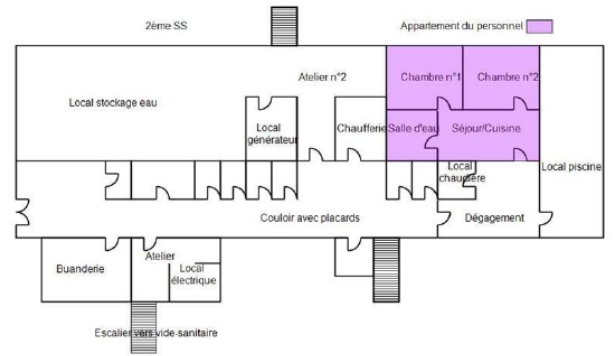 2ème SS
Appartement du personnel
Atelier n°2
Chambre n°1
Chambre n°2
Local stockage eau
Local
générateur
Chaufferie
Salle d'eau
Séjour/Cuisine
Local
chaudière
Local piscine
Couloir avec placards
Dégagement
Buanderie
Atelier
Local
électrique
Escalier vers vide-sanitaire